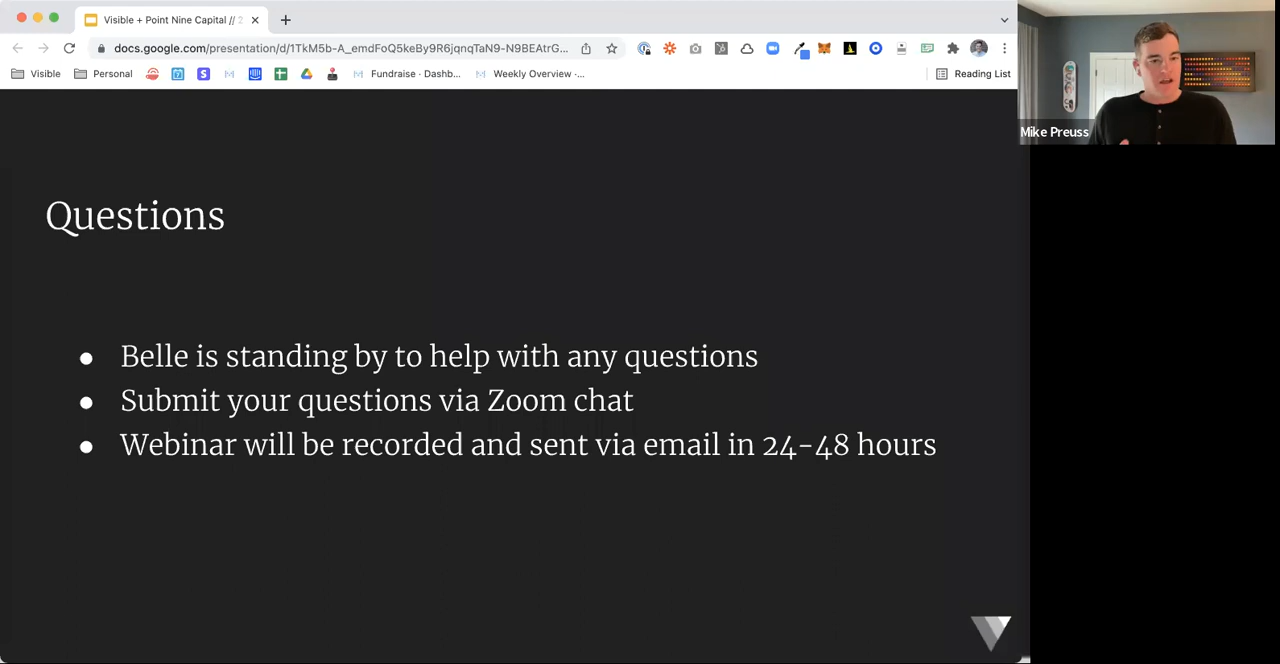 Visible + Point Nine Capital // 2
docs.google.com/presentation/d/1TkM5b-A_emdFoQ5keBy9R6jqnqTaN9-N9BEAtrG...
Visible
Personal
Fundraise · Dashb...
Weekly Overview ·...
Reading List
Mike Preuss
Questions
● Belle is standing by to help with any questions
● Submit your questions via Zoom chat
● Webinar will be recorded and sent via email in 24-48 hours